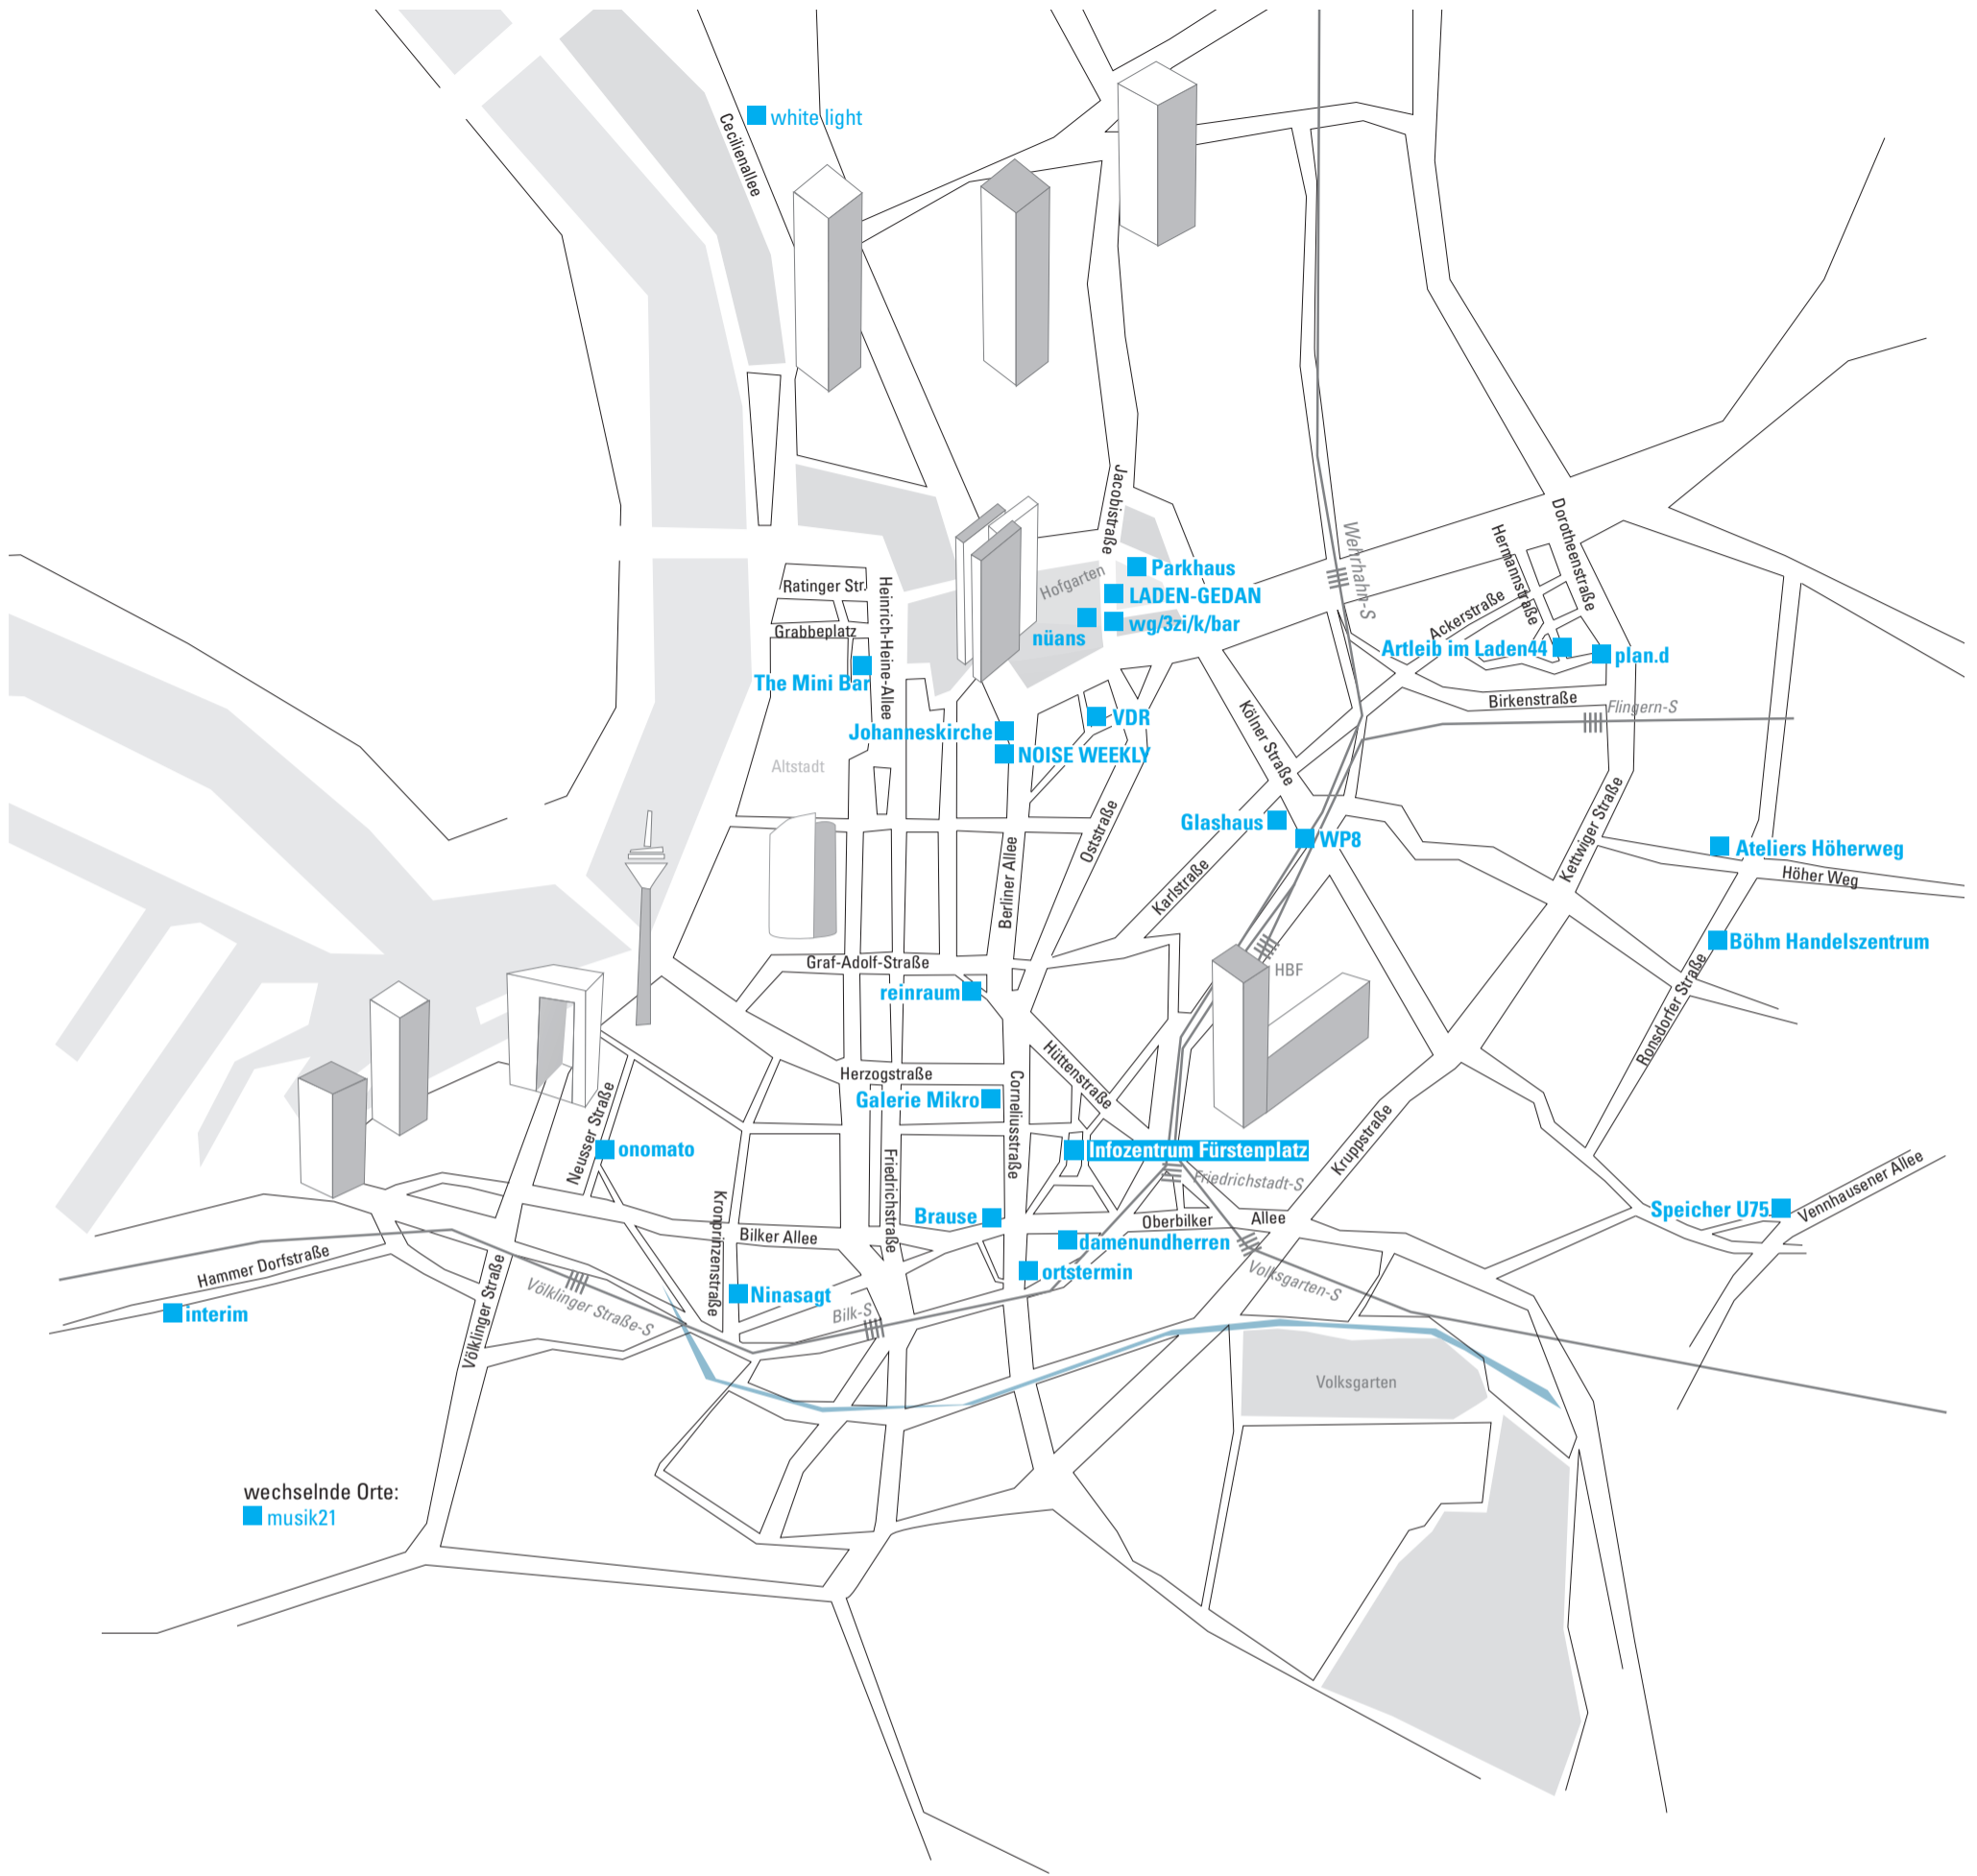 white light
Cecilienallee
Jacobistraße
Wehrhahn-S
Dorotheenstraße
Hermannstraße
Ackerstraße
Parkhaus
Hofgarten
LADEN-GEDAN
wg/3zi/k/bar
nüans
Ratinger Str.
Heinrich-Heine-Allee
Grabbeplatz
The Mini Bar
Artleib im Laden44
plan.d
Birkenstraße
Flingern-S
VDR
Johanneskirche
NOISE WEEKLY
Kölner Straße
Altstadt
Oststraße
Berliner Allee
Glashaus
WP8
Karlstraße
Kettwiger Straße
Ateliers Höherweg
Höher Weg
Böhm Handelszentrum
Ronsdorfer Straße
Graf-Adolf-Straße
HBF
reinraum
Hüttenstraße
Herzogstraße
Corneliusstraße
Galerie Mikro
Neusser Straße
onomato
Infozentrum Fürstenplatz
Kruppstraße
Friedrichstraße
Friedrichstadt-S
Kronprinzenstraße
Brause
Oberbilker
Allee
Speicher U75
Vennhausener Allee
Bilker Allee
damenundherren
ortstermin
Volksgarten-S
Hammer Dorfstraße
Völklinger Straße
Völklinger Straße-S
Ninasagt
Bilk-S
interim
Volksgarten
wechselnde Orte:
musik21